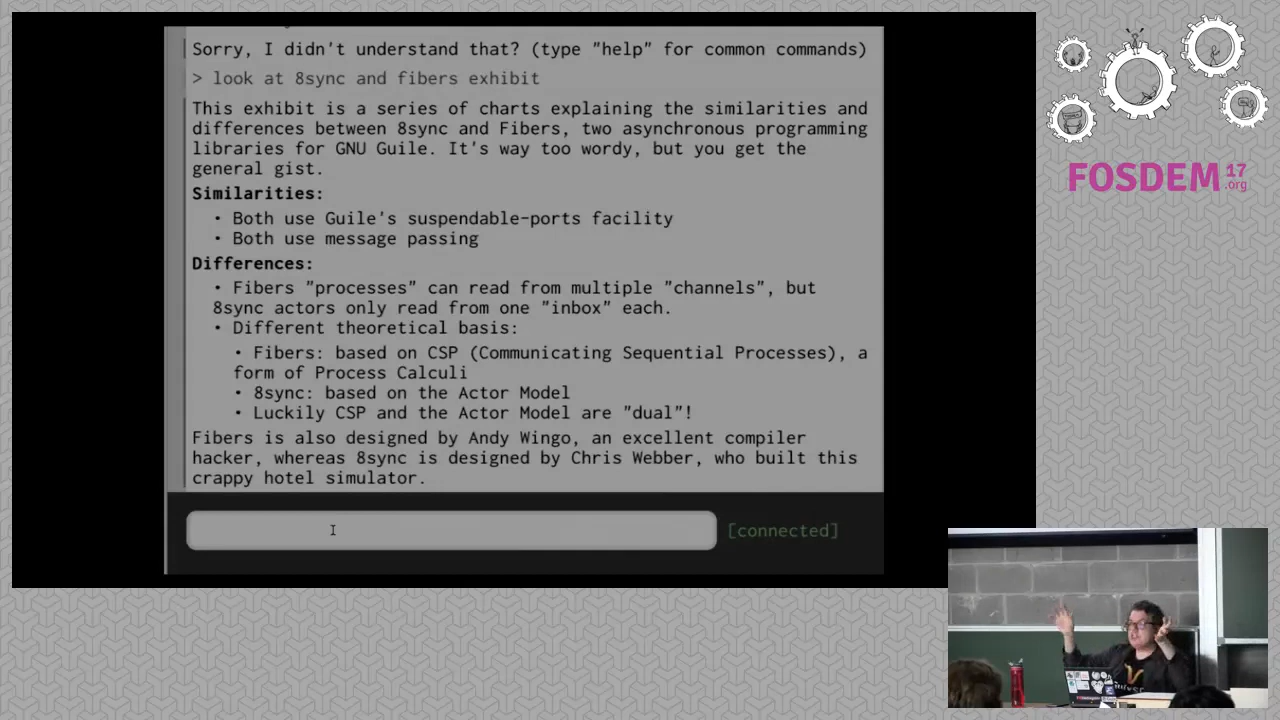 Sorry, I didn't understand that? (type "help" for common commands)
> look at 8sync and fibers exhibit
This exhibit is a series of charts explaining the similarities and
differences between 8sync and Fibers, two asynchronous programming
libraries for GNU Guile. It's way too wordy, but you get the
general gist.
Similarities:
• Both use Guile's suspendable-ports facility
• Both use message passing
Differences:
• Fibers "processes" can read from multiple "channels", but
8sync actors only read from one "inbox" each.
• Different theoretical basis:
• Fibers: based on CSP (Communicating Sequential Processes), a
form of Process Calculi
• 8sync: based on the Actor Model
• Luckily CSP and the Actor Model are "dual"!
Fibers is also designed by Andy Wingo, an excellent compiler
hacker, whereas 8sync is designed by Chris Webber, who built this
crappy hotel simulator.
[connected]
FOSDEM 17
.org